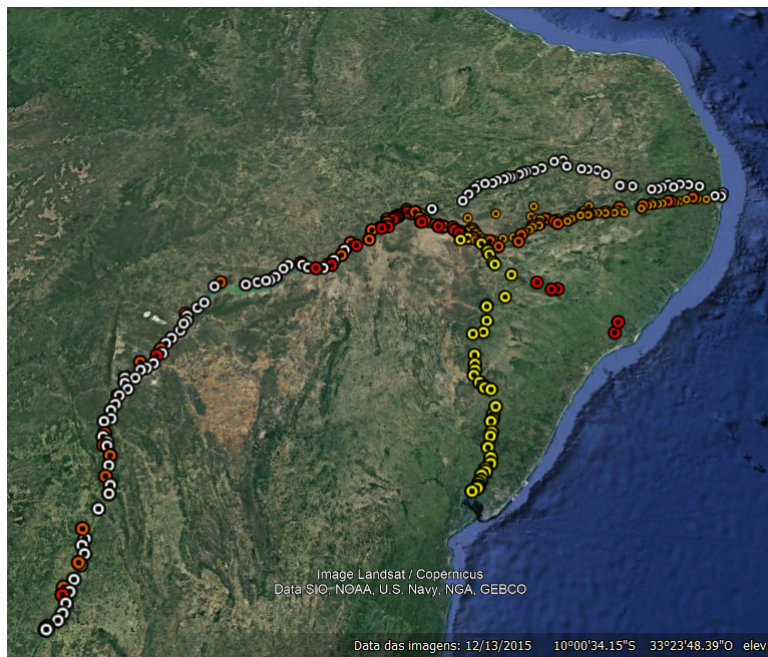 Image Landsat / Copernicus
Data SIO, NOAA, U.S. Navy, NGA, GEBCO
Data das imagens: 12/13/2015 10°00'34.15"S 33°23'48.39"O elev